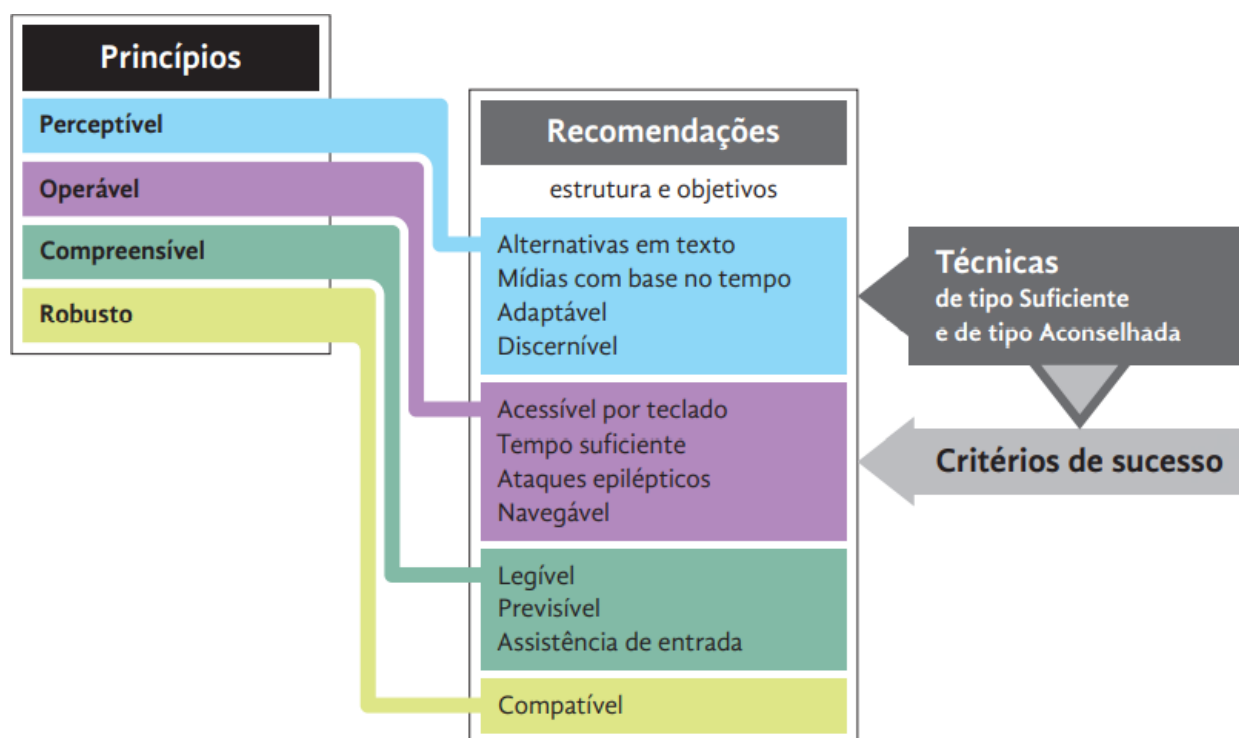 Princípios
Perceptível
Operável
Compreensível
Robusto
Recomendações
estrutura e objetivos
Alternativas em texto
Mídias com base no tempo
Adaptável
Discernível
Acessível por teclado
Tempo suficiente
Ataques epilépticos
Navegável
Legível
Previsível
Assistência de entrada
Compatível
Técnicas
de tipo Suficiente
e de tipo Aconselhada
Critérios de sucesso